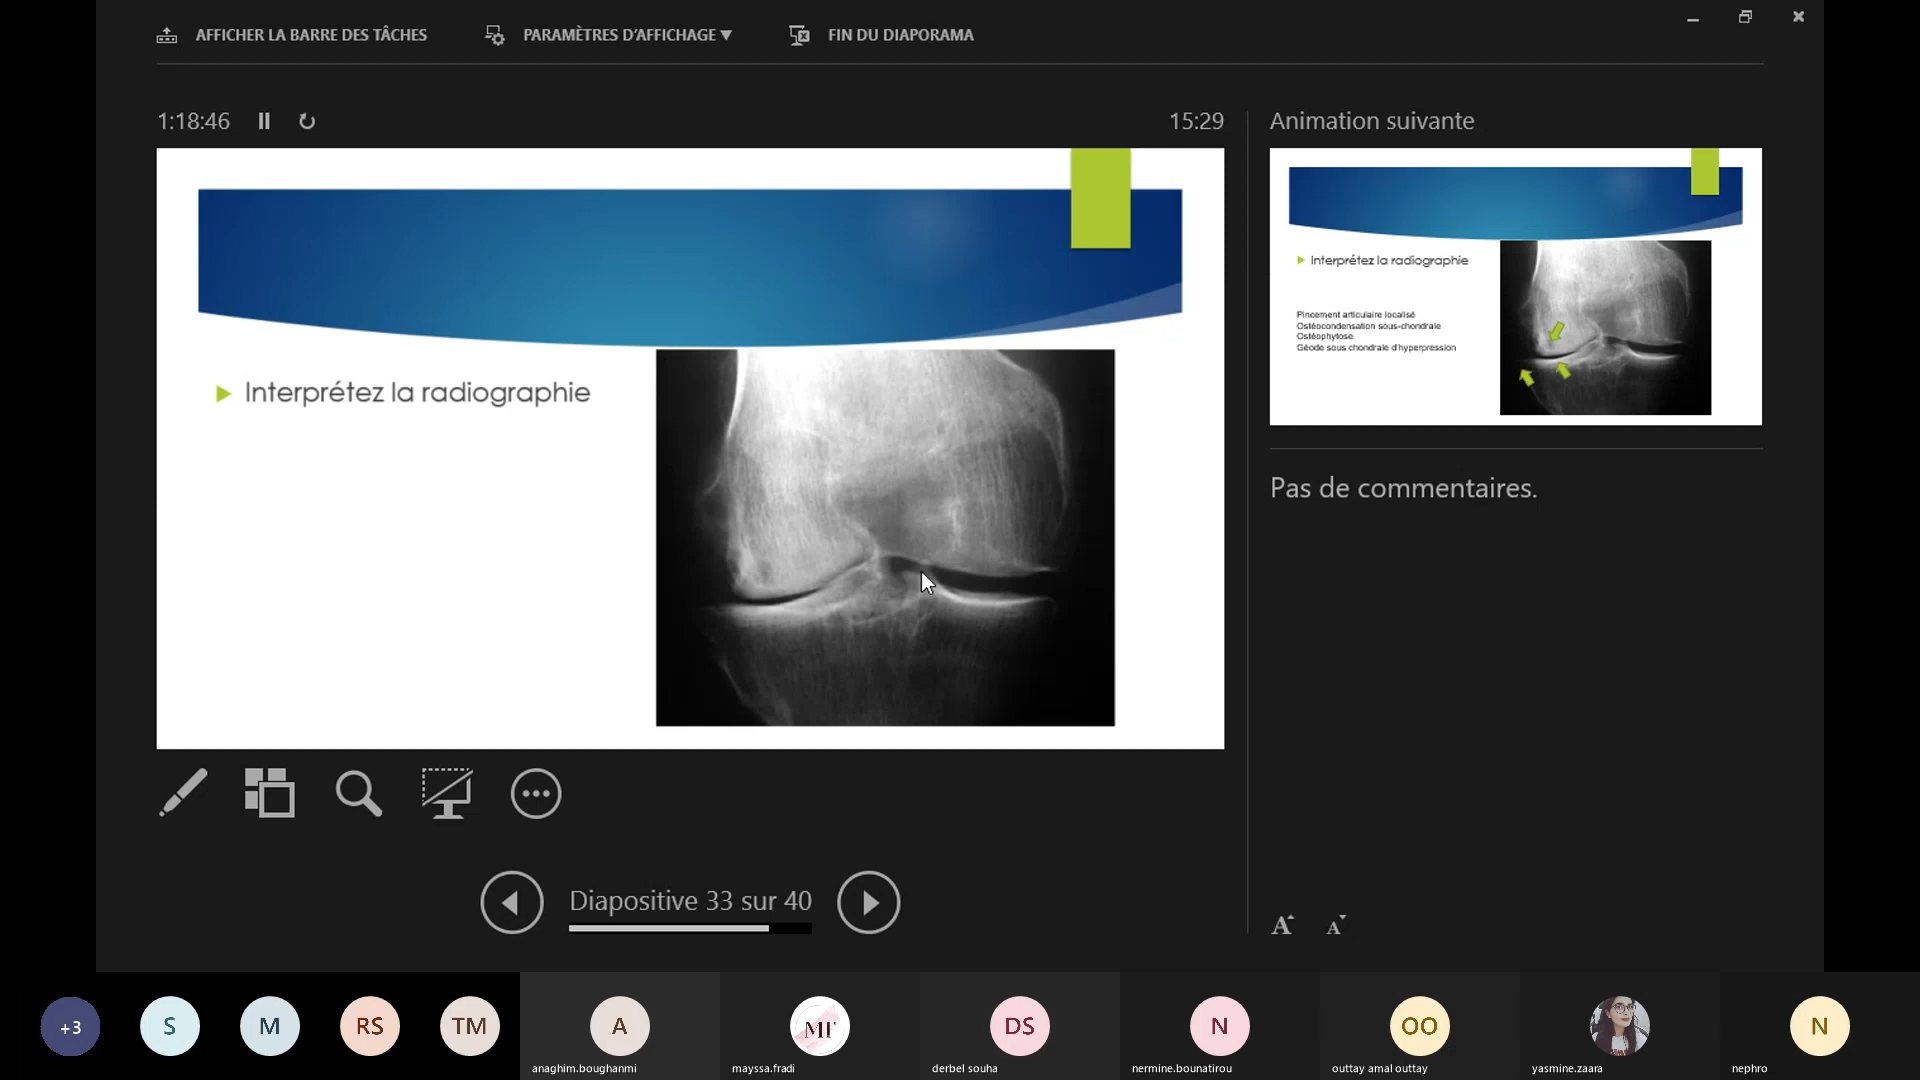 AFFICHER LA BARRE DES TÂCHES
PARAMÈTRES D'AFFICHAGE ▼
FIN DU DIAPORAMA
1:18:46
15:29
Interprétez la radiographie
Animation suivante
Interprétez la radiographie
Pincement articulaire localisé
Ostéocondensation sous-chondrale
Ostéophytose
Géode sous chondrale d'hyperpression
Pas de commentaires.
Diapositive 33 sur 40
A A
+3
S
M
RS
TM
A
anaghim.boughanmi
MF
mayssa.fradi
DS
derbel souha
N
nermine.bounatirou
OO
outtay amal outtay
yasmine.zaara
N
nephro